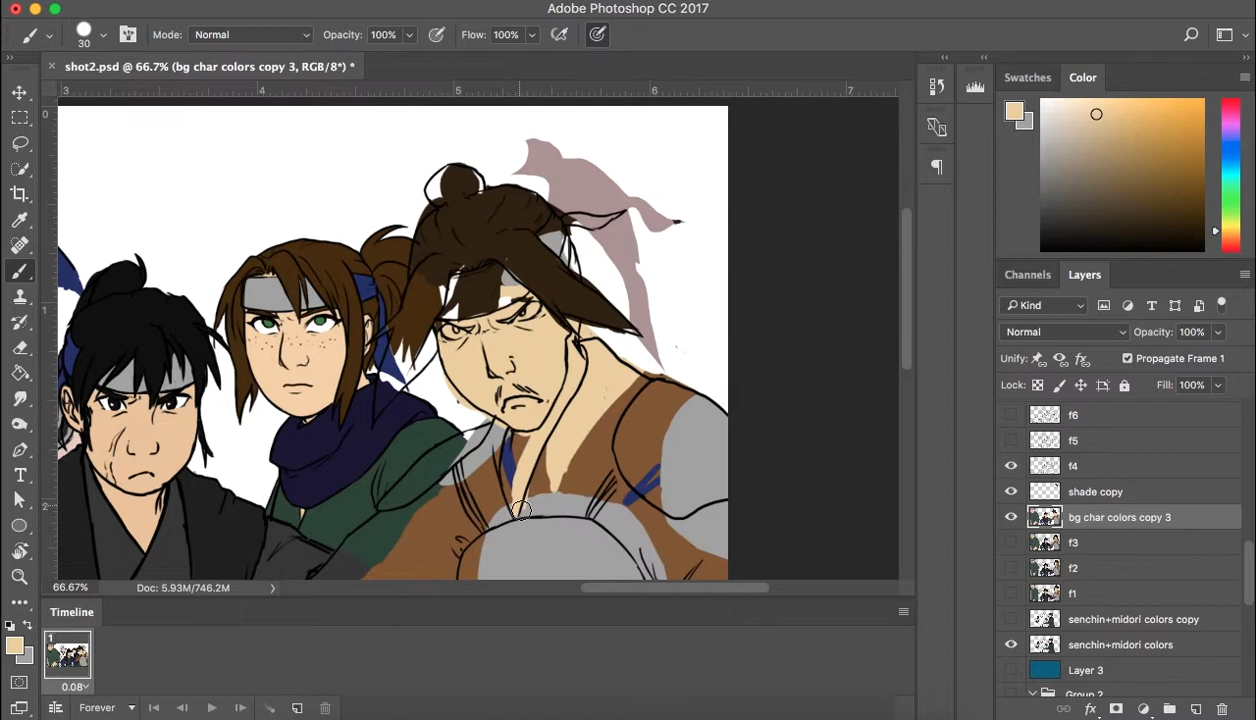 Adobe Photoshop CC 2017
30 Mode: Normal Opacity: 100% Flow: 100%
shot2.psd @ 66.7% (bg char colors copy 3, RGB/8*) *
3 4 5 6 7
0
1
2
Swatches Color
Channels Layers
Kind
Normal Opacity: 100%
Unify: Propagate Frame 1
Lock: Fill: 100%
f6
f5
f4
shade copy
bg char colors copy 3
f3
f2
f1
senchin+midori colors copy
senchin+midori colors
Layer 3
Group 2
66.67% Doc: 5.93M/746.2M
Timeline
1
0.08
Forever
fx